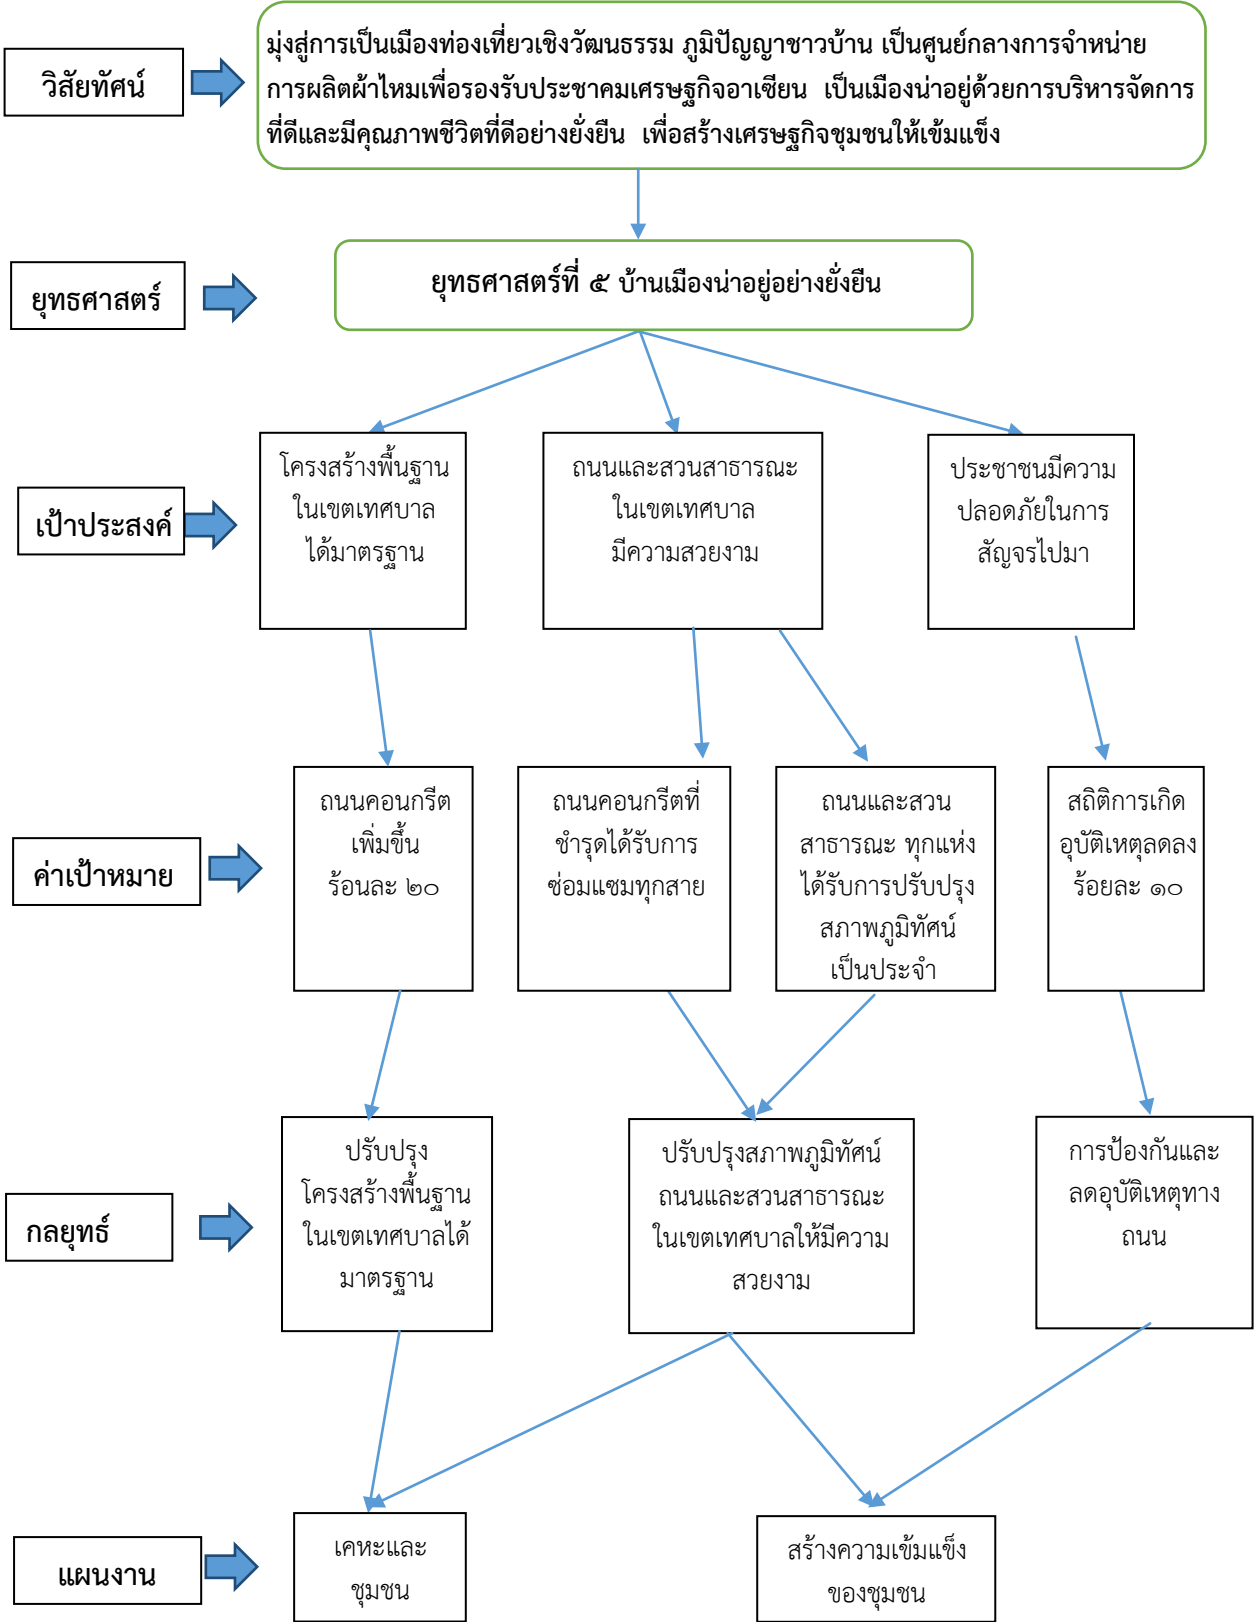 วิสัยทัศน์
มุ่งสู่การเป็นเมืองท่องเที่ยวเชิงวัฒนธรรม ภูมิปัญญาชาวบ้าน เป็นศูนย์กลางการจำหน่าย
การผลิตผ้าไหมเพื่อรองรับประชาคมเศรษฐกิจอาเซียน เป็นเมืองน่าอยู่ด้วยการบริหารจัดการ
ที่ดีและมีคุณภาพชีวิตที่ดีอย่างยั่งยืน เพื่อสร้างเศรษฐกิจชุมชนให้เข้มแข็ง
ยุทธศาสตร์
ยุทธศาสตร์ที่ ๕ บ้านเมืองน่าอยู่อย่างยั่งยืน
เป้าประสงค์
โครงสร้างพื้นฐาน
ในเขตเทศบาล
ได้มาตรฐาน
ถนนและสวนสาธารณะ
ในเขตเทศบาล
มีความสวยงาม
ประชาชนมีความ
ปลอดภัยในการ
สัญจรไปมา
ค่าเป้าหมาย
ถนนคอนกรีต
เพิ่มขึ้น
ร้อนละ ๒๐
ถนนคอนกรีตที่
ชำรุดได้รับการ
ซ่อมแซมทุกสาย
ถนนและสวน
สาธารณะ ทุกแห่ง
ได้รับการปรับปรุง
สภาพภูมิทัศน์
เป็นประจำ
สถิติการเกิด
อุบัติเหตุลดลง
ร้อยละ ๑๐
กลยุทธ์
ปรับปรุง
โครงสร้างพื้นฐาน
ในเขตเทศบาลได้
มาตรฐาน
ปรับปรุงสภาพภูมิทัศน์
ถนนและสวนสาธารณะ
ในเขตเทศบาลให้มีความ
สวยงาม
การป้องกันและ
ลดอุบัติเหตุทาง
ถนน
แผนงาน
เคหะและ
ชุมชน
สร้างความเข้มแข็ง
ของชุมชน